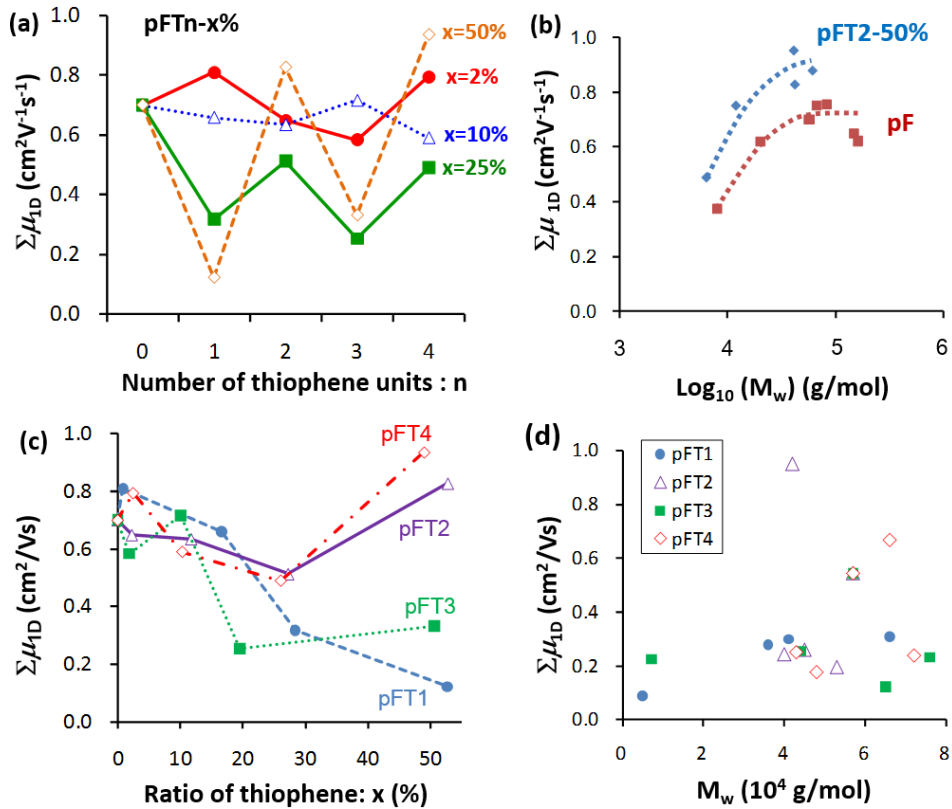 (a)
pFTn-x%
Σμ1D (cm²V⁻¹s⁻¹)
1.0
0.8
0.6
0.4
0.2
0.0
x=50%
x=2%
x=10%
x=25%
0 1 2 3 4
Number of thiophene units : n
(b)
Σμ 1D (cm²V⁻¹s⁻¹)
1.0
0.8
0.6
0.4
0.2
0.0
pFT2-50%
pF
3 4 5 6
Log₁₀ (Mw) (g/mol)
(c)
Σμ1D (cm²/Vs)
1.0
0.8
0.6
0.4
0.2
0.0
pFT4
pFT2
pFT3
pFT1
0 10 20 30 40 50
Ratio of thiophene: x (%)
(d)
Σμ1D (cm²/Vs)
1.0
0.8
0.6
0.4
0.2
0.0
pFT1
pFT2
pFT3
pFT4
0 2 4 6 8
Mw (10⁴ g/mol)